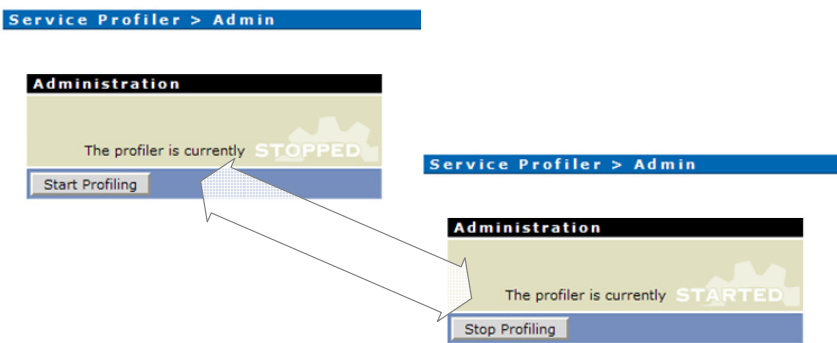 Service Profiler > Admin
Administration
The profiler is currently STOPPED
Start Profiling
Service Profiler > Admin
Administration
The profiler is currently STARTED
Stop Profiling